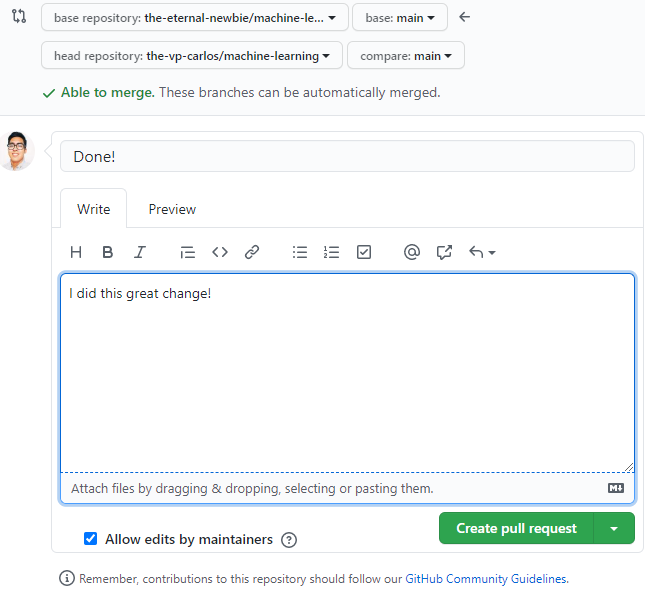 base repository: the-eternal-newbie/machine-le... base: main
head repository: the-vp-carlos/machine-learning compare: main
Able to merge. These branches can be automatically merged.
Done!
Write Preview
H B I
I did this great change!
Attach files by dragging & dropping, selecting or pasting them.
Create pull request
Allow edits by maintainers
Remember, contributions to this repository should follow our GitHub Community Guidelines.